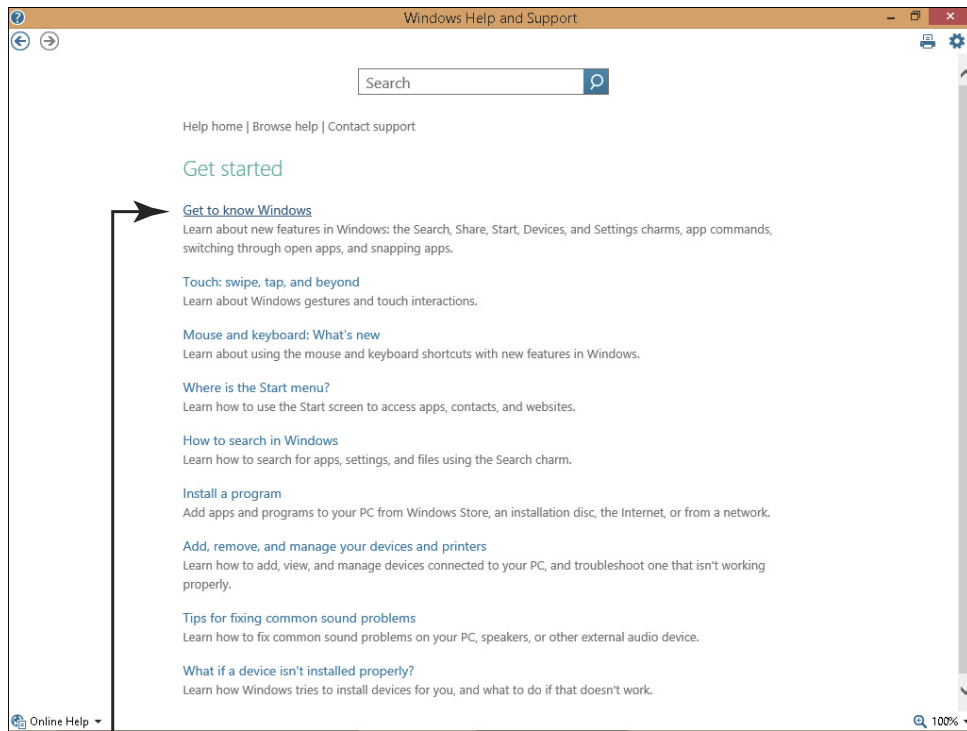 Windows Help and Support
Search
Help home | Browse help | Contact support
Get started
Get to know Windows
Learn about new features in Windows: the Search, Share, Start, Devices, and Settings charms, app commands,
switching through open apps, and snapping apps.
Touch: swipe, tap, and beyond
Learn about Windows gestures and touch interactions.
Mouse and keyboard: What's new
Learn about using the mouse and keyboard shortcuts with new features in Windows.
Where is the Start menu?
Learn how to use the Start screen to access apps, contacts, and websites.
How to search in Windows
Learn how to search for apps, settings, and files using the Search charm.
Install a program
Add apps and programs to your PC from Windows Store, an installation disc, the Internet, or from a network.
Add, remove, and manage your devices and printers
Learn how to add, view, and manage devices connected to your PC, and troubleshoot one that isn't working
properly.
Tips for fixing common sound problems
Learn how to fix common sound problems on your PC, speakers, or other external audio device.
What if a device isn't installed properly?
Learn how Windows tries to install devices for you, and what to do if that doesn't work.
Online Help
100%